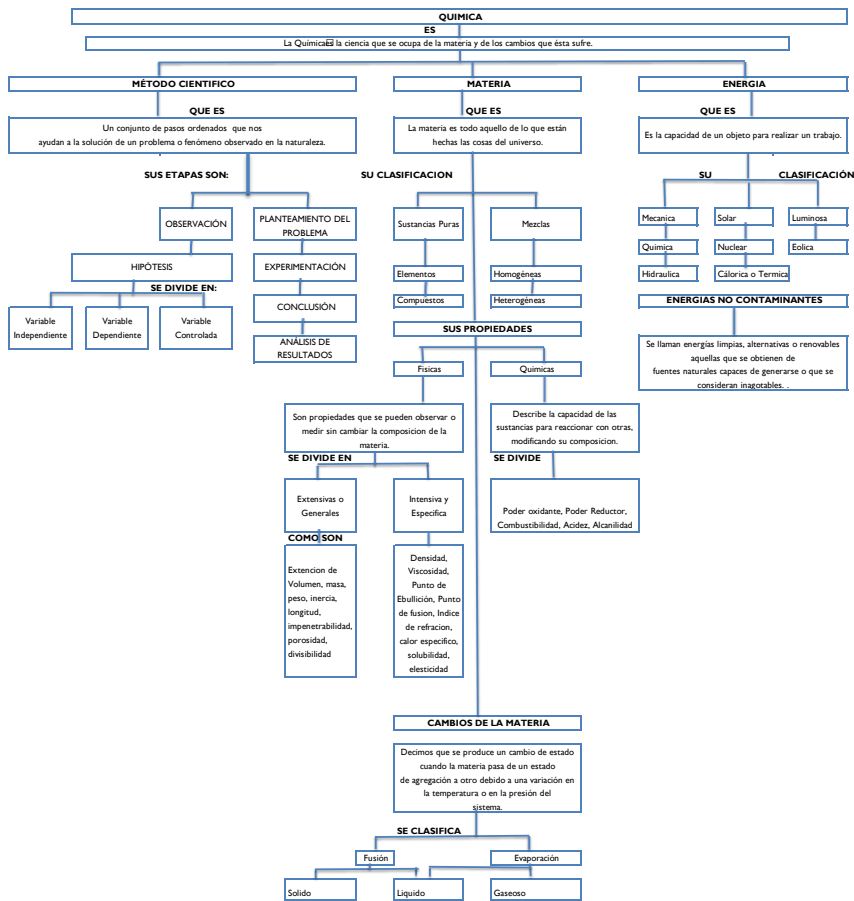 QUIMICA
ES
La Quimica Es la ciencia que se ocupa de la materia y de los cambios que ésta sufre.
MÉTODO CIENTIFICO
MATERIA
ENERGIA
QUE ES
QUE ES
QUE ES
Un conjunto de pasos ordenados que nos
ayudan a la solución de un problema o fenómeno observado en la naturaleza.
La materia es todo aquello de lo que están
hechas las cosas del universo.
Es la capacidad de un objeto para realizar un trabajo.
SUS ETAPAS SON:
SU CLASIFICACION
SU CLASIFICACIÓN
OBSERVACIÓN
PLANTEAMIENTO DEL
PROBLEMA
HIPÓTESIS
EXPERIMENTACIÓN
SE DIVIDE EN:
Variable
Independiente
Variable
Dependiente
Variable
Controlada
CONCLUSIÓN
ANÁLISIS DE
RESULTADOS
Sustancias Puras
Mezclas
Elementos
Homogéneas
Compuestos
Heterogéneas
Mecanica
Solar
Luminosa
Quimica
Nuclear
Eolica
Hidraulica
Cálorica o Termica
ENERGIAS NO CONTAMINANTES
Se llaman energías limpias, alternativas o renovables
aquellas que se obtienen de
fuentes naturales capaces de generarse o que se
consideran inagotables. .
SUS PROPIEDADES
Fisicas
Quimicas
Son propiedades que se pueden observar o
medir sin cambiar la composicion de la
materia.
Describe la capacidad de las
sustancias para reaccionar con otras,
modificando su composicion.
SE DIVIDE EN
SE DIVIDE
Extensivas o
Generales
Intensiva y
Especifica
Poder oxidante, Poder Reductor,
Combustibilidad, Acidez, Alcanilidad
COMO SON
Extencion de
Volumen, masa,
peso, inercia,
longitud,
impenetrabilidad,
porosidad,
divisibilidad
Densidad,
Viscosidad,
Punto de
Ebullición, Punto
de fusion, Indice
de refracion,
calor especifico,
solubilidad,
elesticidad
CAMBIOS DE LA MATERIA
Decimos que se produce un cambio de estado
cuando la materia pasa de un estado
de agregación a otro debido a una variación en
la temperatura o en la presión del
sistema.
SE CLASIFICA
Fusión
Evaporación
Solido
Liquido
Gaseoso